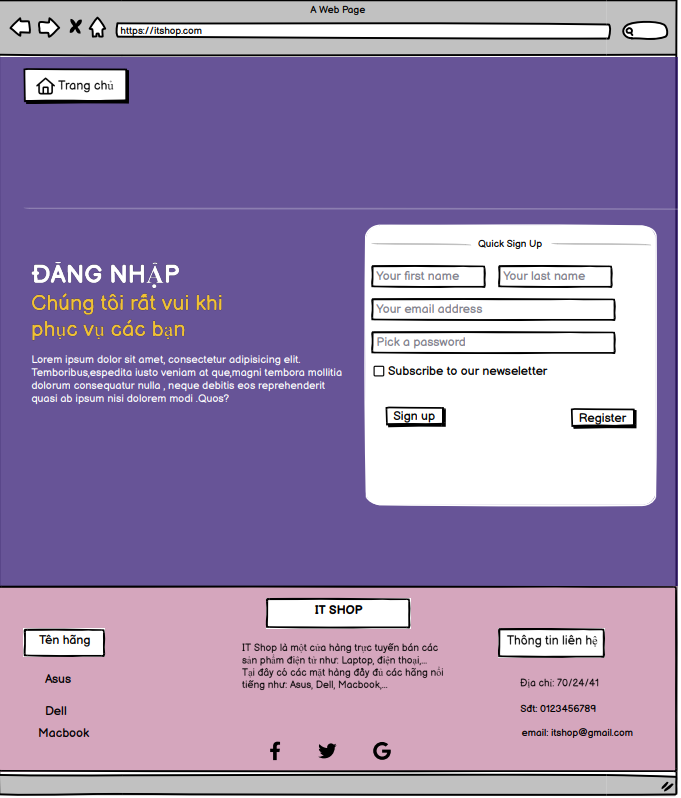 A Web Page
https://itshop.com
Trang chủ
Quick Sign Up
ĐĂNG NHẬP
Chúng tôi rất vui khi
phục vụ các bạn
Lorem ipsum dolor sit amet, consectetur adipisicing elit.
Temboribus,espedita iusto veniam at que,magni tembora mollitia
dolorum consequatur nulla , neque debitis eos reprehenderit
quasi ab ipsum nisi dolorem modi .Quos?
Your first name
Your last name
Your email address
Pick a password
Subscribe to our newseletter
Sign up
Register
IT SHOP
Tên hãng
Asus
Dell
Macbook
IT Shop là một cửa hàng trực tuyến bán các
sản phẩm điện tử như: Laptop, điện thoại,...
Tại đây có các mặt hàng đầy đủ các hãng nổi
tiếng như: Asus, Dell, Macbook,...
Thông tin liên hệ
Địa chỉ: 70/24/41
Sđt: 0123456789
email: itshop@gmail.com